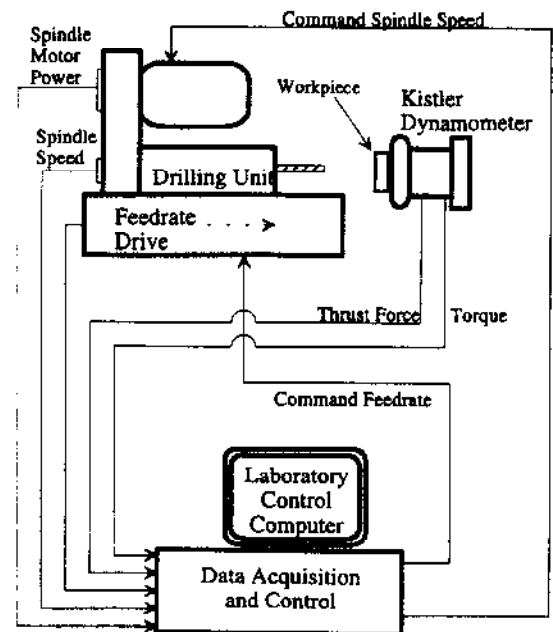 Command Spindle Speed
Spindle
Motor
Power
Workpiece
Kistler
Dynamometer
Spindle
Speed
Drilling Unit
Feedrate
Drive
Thrust Force
Torque
Command Feedrate
Laboratory
Control
Computer
Data Acquisition
and Control